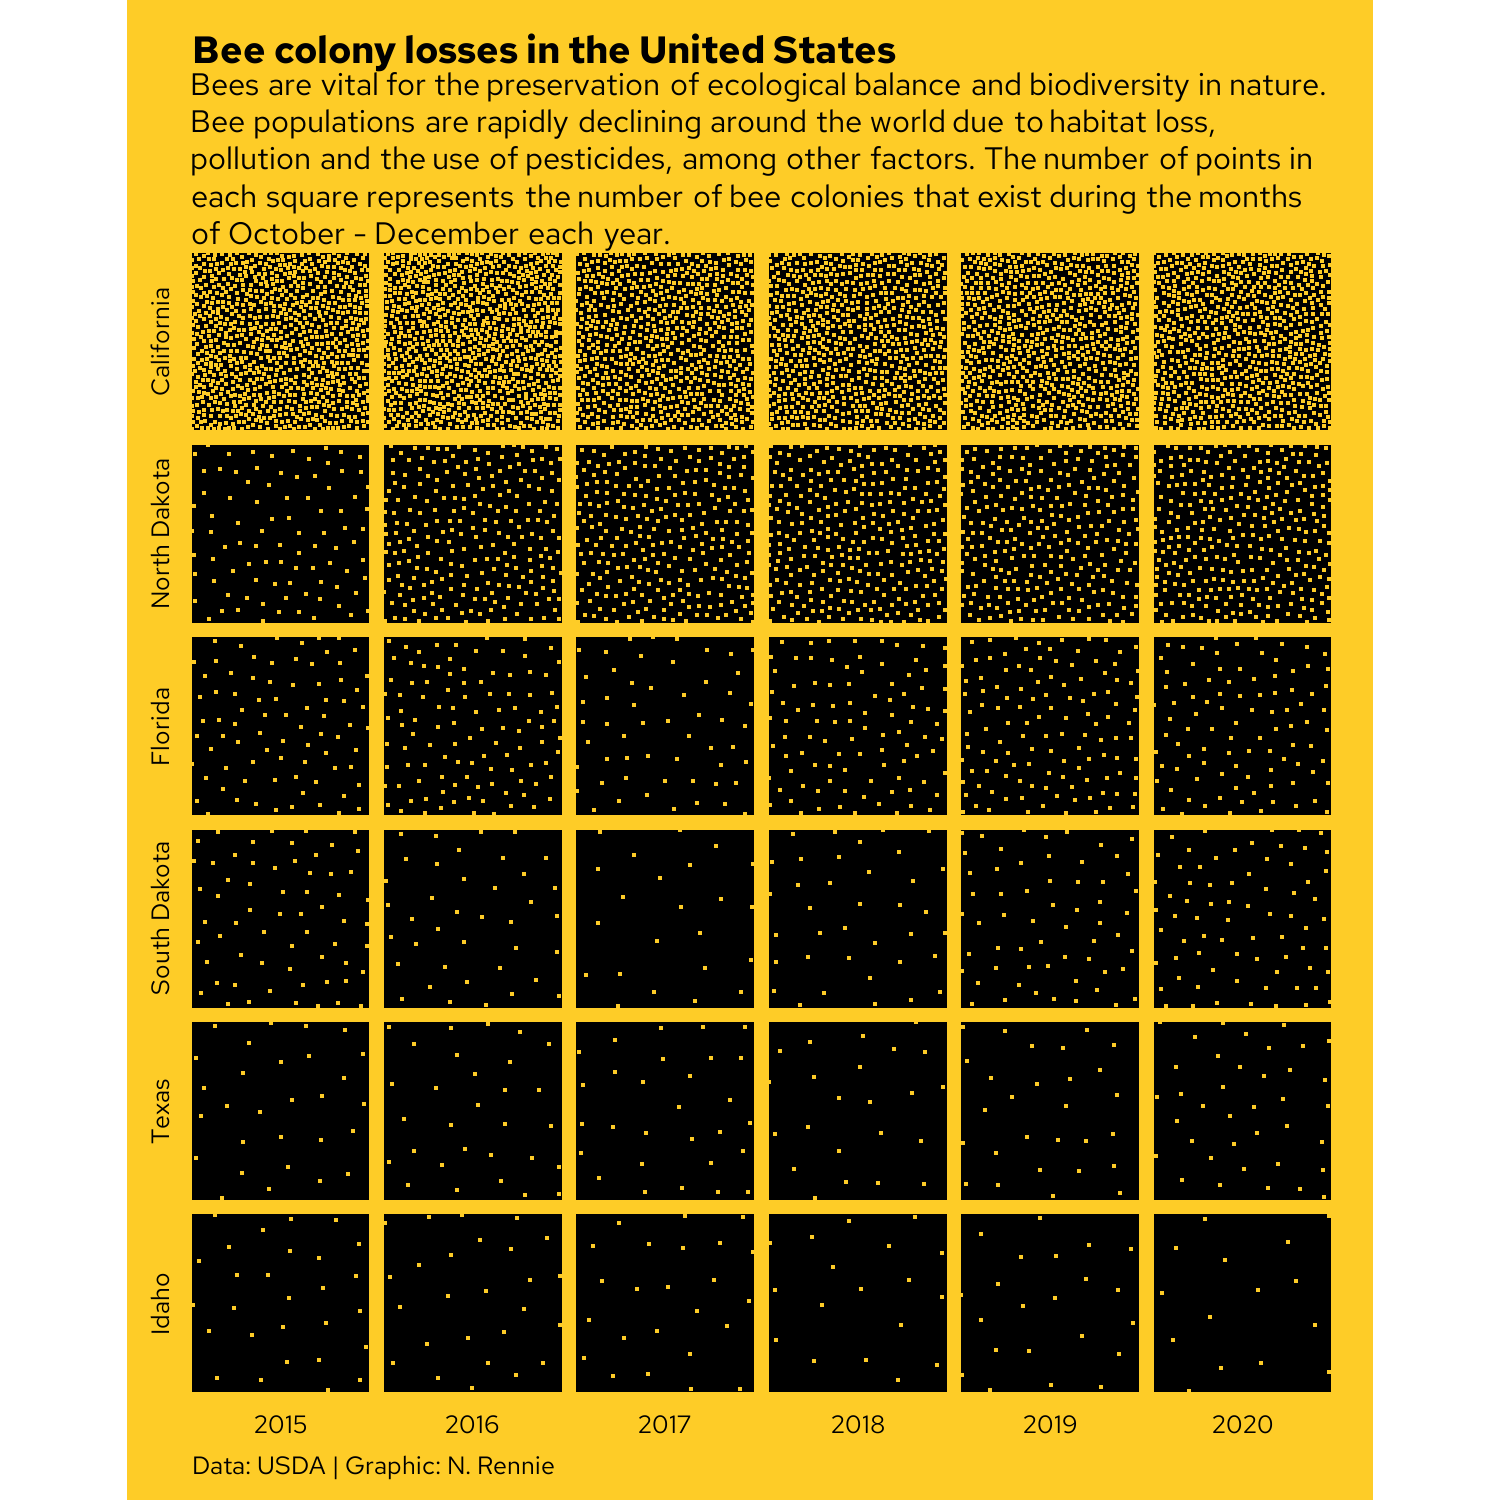 Bee colony losses in the United States
Bees are vital for the preservation of ecological balance and biodiversity in nature.
Bee populations are rapidly declining around the world due to habitat loss,
pollution and the use of pesticides, among other factors. The number of points in
each square represents the number of bee colonies that exist during the months
of October - December each year.
California
North Dakota
Florida
South Dakota
Texas
Idaho
2015 2016 2017 2018 2019 2020
Data: USDA | Graphic: N. Rennie